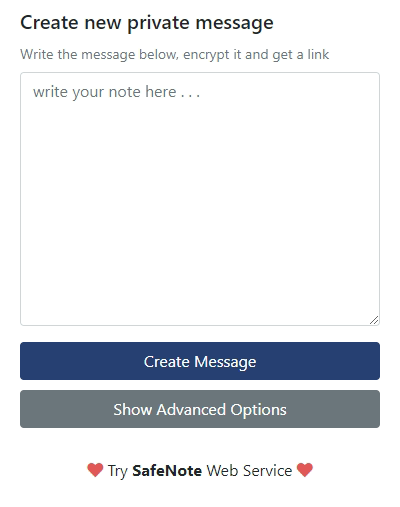 Create new private message
Write the message below, encrypt it and get a link
write your note here . . .
Create Message
Show Advanced Options
Try SafeNote Web Service